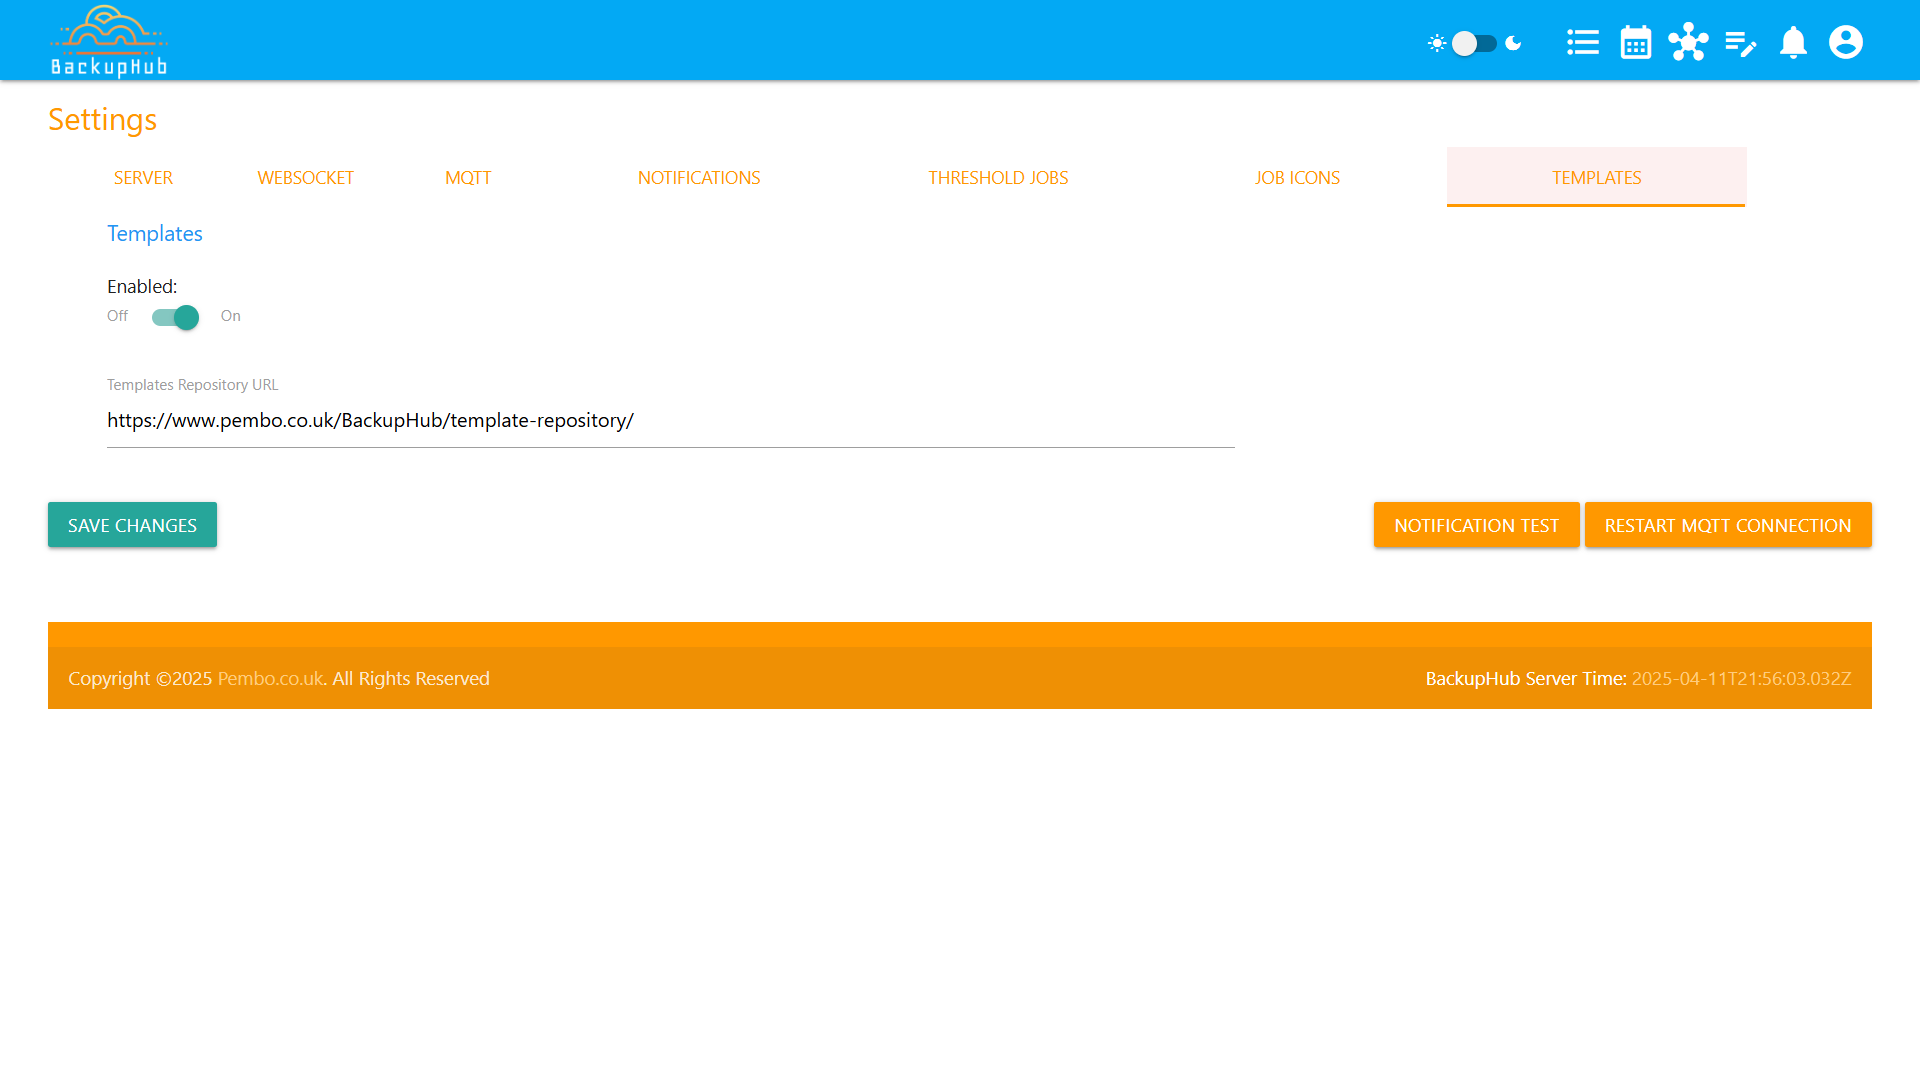 BackupHub
Settings
SERVER WEBSOCKET MQTT NOTIFICATIONS THRESHOLD JOBS JOB ICONS TEMPLATES
Templates
Enabled:
Off On
Templates Repository URL
https://www.pembo.co.uk/BackupHub/template-repository/
SAVE CHANGES NOTIFICATION TEST RESTART MQTT CONNECTION
Copyright ©2025 Pembo.co.uk. All Rights Reserved BackupHub Server Time: 2025-04-11T21:56:03.032Z